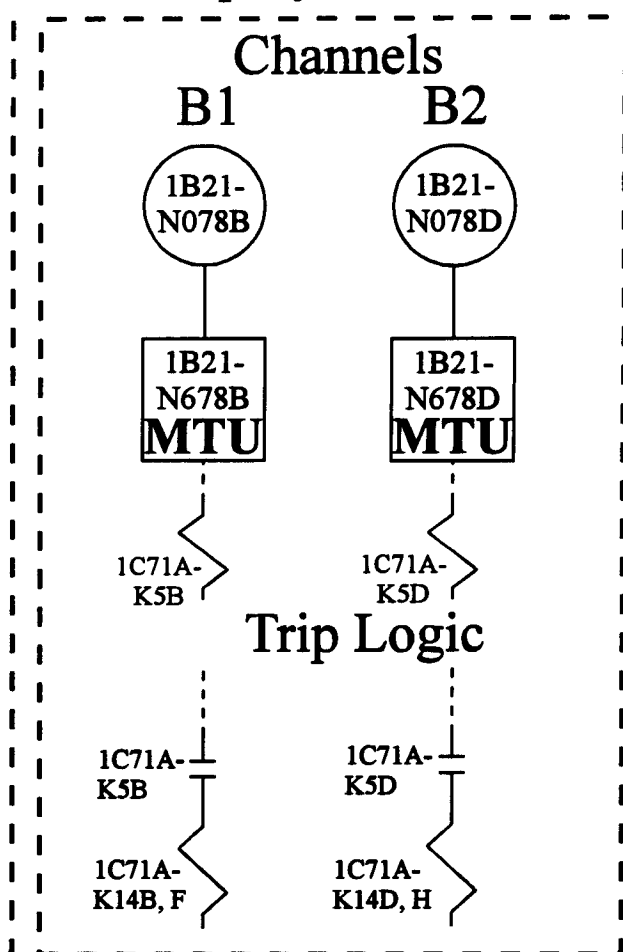 Channels
B1
B2
1B21-
N078B
1B21-
N078D
1B21-
N678B
MTU
1B21-
N678D
MTU
1C71A-
K5B
1C71A-
K5D
Trip Logic
1C71A-
K5B
1C71A-
K5D
1C71A-
K14B, F
1C71A-
K14D, H